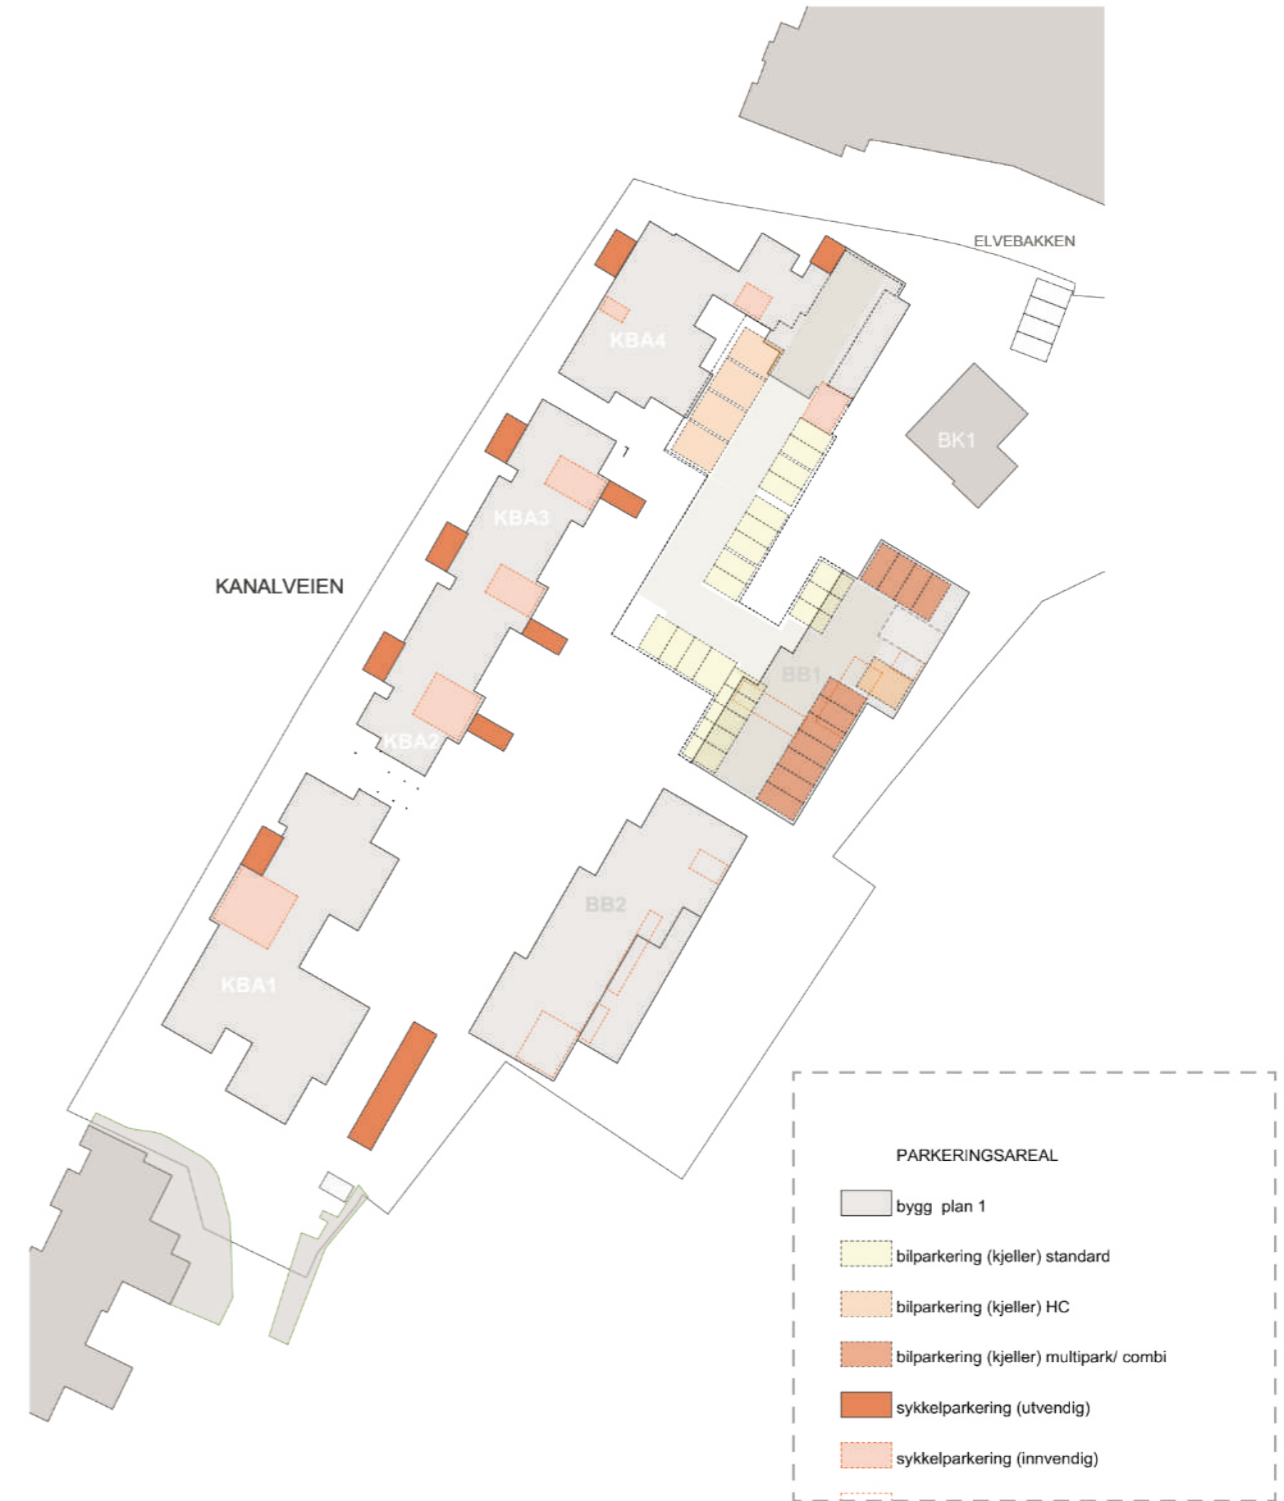 ELVEBAKKEN
KBA4
BK1
1
KBA3
KANALVEIEN
BB1
KBA2
BB2
KBA1
PARKERINGSAREAL
bygg plan 1
bilparkering (kjeller) standard
bilparkering (kjeller) HC
bilparkering (kjeller) multipark/ combi
sykkelparkering (utvendig)
sykkelparkering (innvendig)